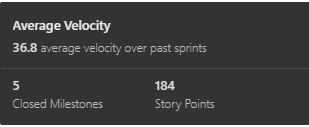 Average Velocity
36.8 average velocity over past sprints
5 184
Closed Milestones Story Points